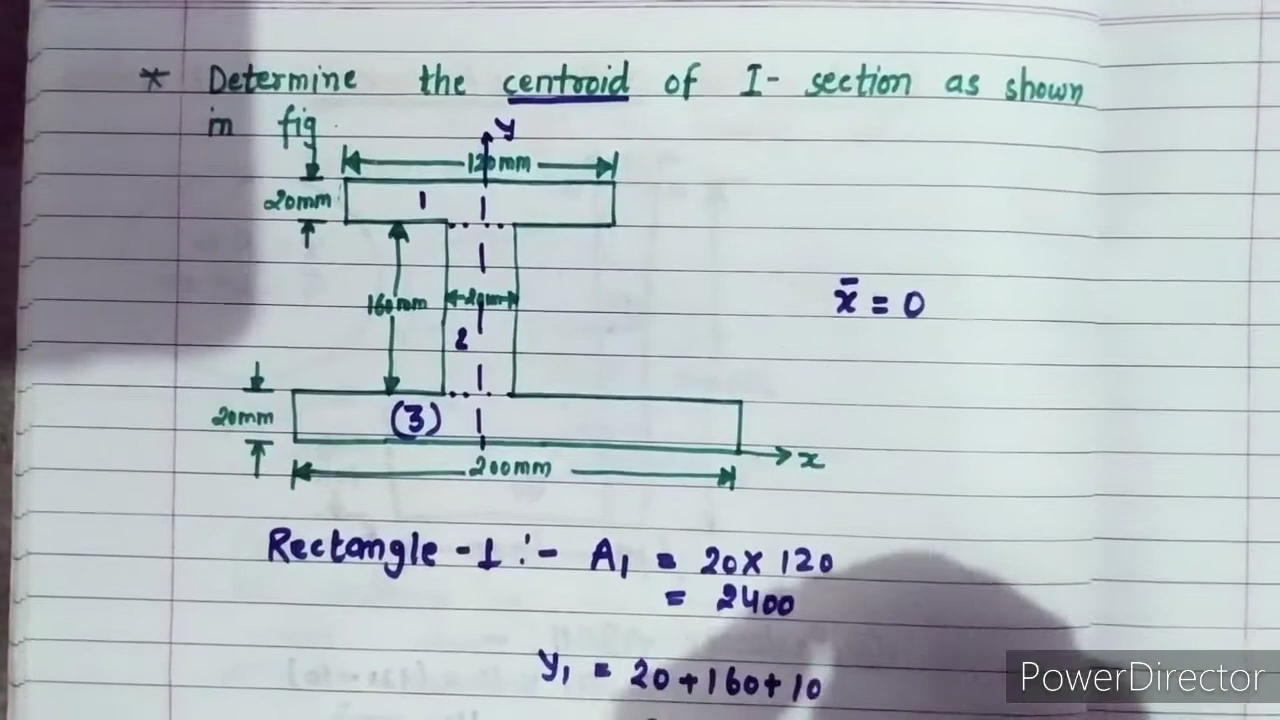 * Determine the centroid of I- section as shown
in fig
y
120mm
20mm
1
160mm
20mm
2
x̄ = 0
20mm
(3)
x
200mm
Rectangle -1 :- A₁ = 20x 120
= 2400
y₁ = 20+160+10
PowerDirector